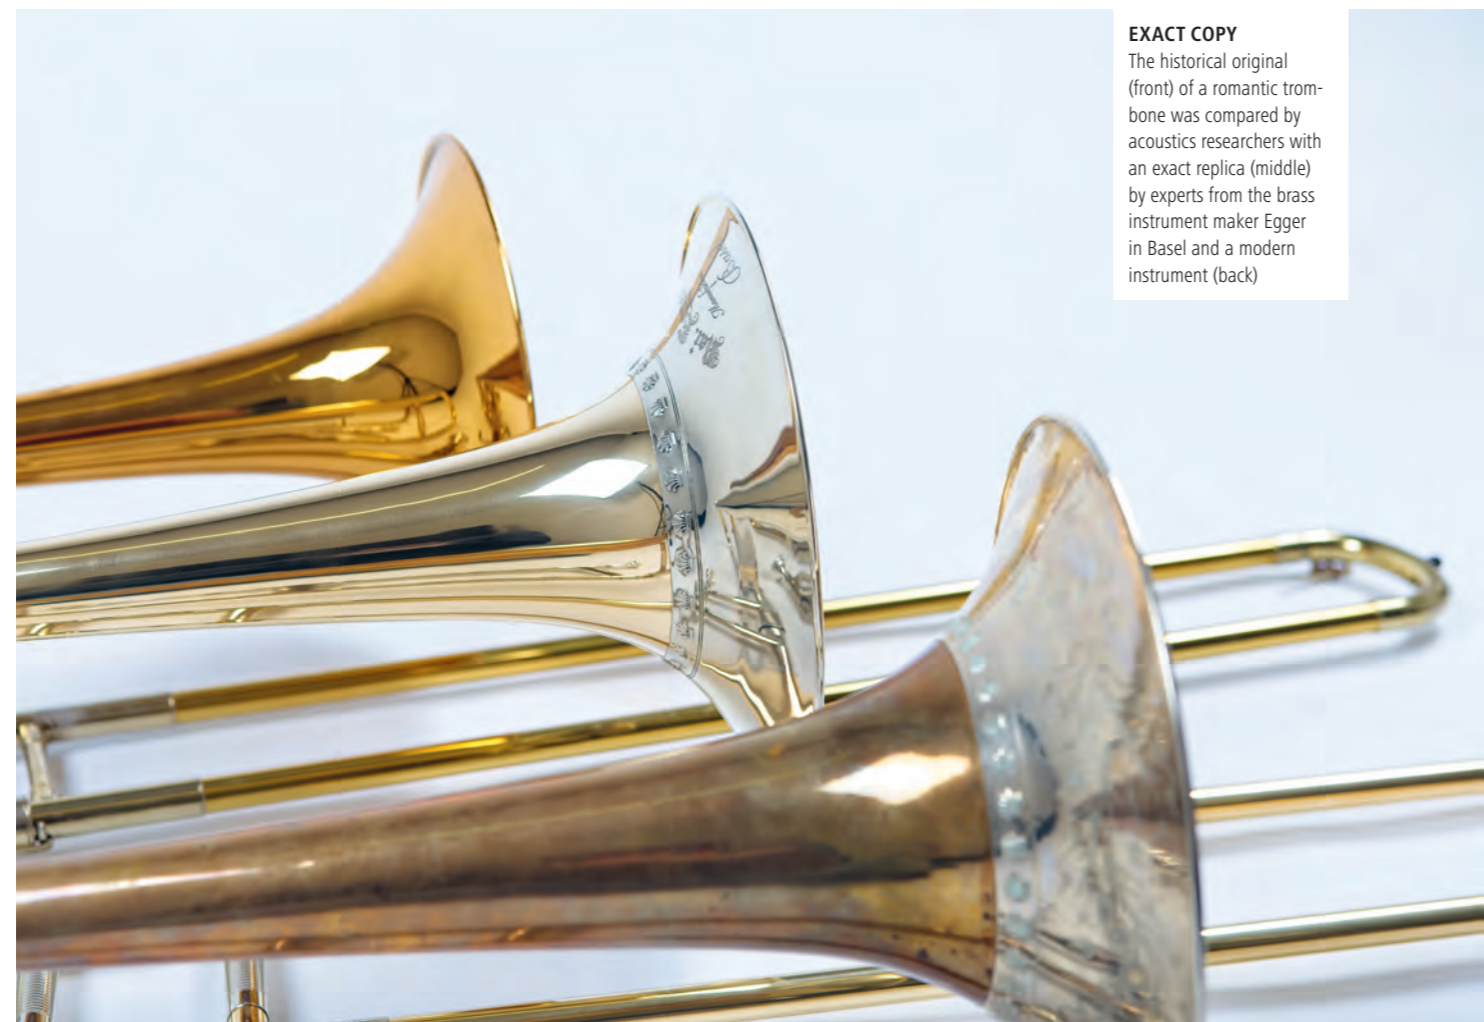 EXACT COPY
The historical original
(front) of a romantic trom-
bone was compared by
acoustics researchers with
an exact replica (middle)
by experts from the brass
instrument maker Egger
in Basel and a modern
instrument (back)